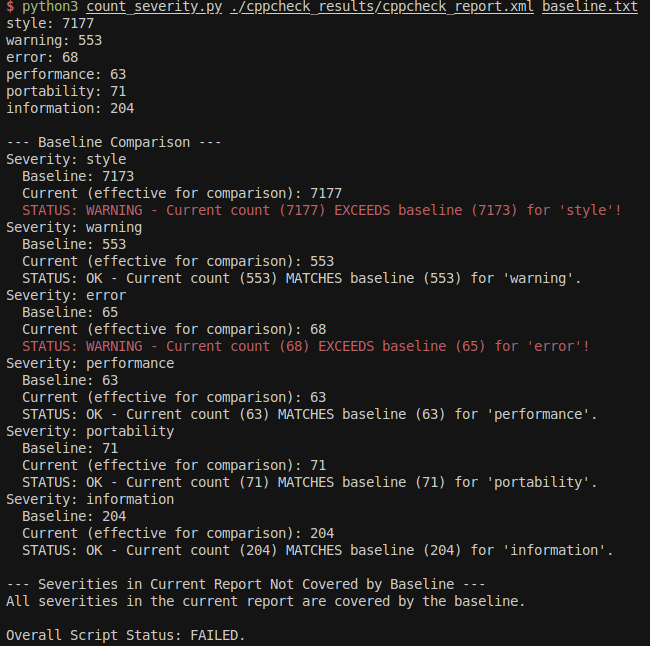 $ python3 count_severity.py ./cppcheck_results/cppcheck_report.xml baseline.txt
style: 7177
warning: 553
error: 68
performance: 63
portability: 71
information: 204

--- Baseline Comparison ---
Severity: style
  Baseline: 7173
  Current (effective for comparison): 7177
  STATUS: WARNING - Current count (7177) EXCEEDS baseline (7173) for 'style'!
Severity: warning
  Baseline: 553
  Current (effective for comparison): 553
  STATUS: OK - Current count (553) MATCHES baseline (553) for 'warning'.
Severity: error
  Baseline: 65
  Current (effective for comparison): 68
  STATUS: WARNING - Current count (68) EXCEEDS baseline (65) for 'error'!
Severity: performance
  Baseline: 63
  Current (effective for comparison): 63
  STATUS: OK - Current count (63) MATCHES baseline (63) for 'performance'.
Severity: portability
  Baseline: 71
  Current (effective for comparison): 71
  STATUS: OK - Current count (71) MATCHES baseline (71) for 'portability'.
Severity: information
  Baseline: 204
  Current (effective for comparison): 204
  STATUS: OK - Current count (204) MATCHES baseline (204) for 'information'.

--- Severities in Current Report Not Covered by Baseline ---
All severities in the current report are covered by the baseline.

Overall Script Status: FAILED.